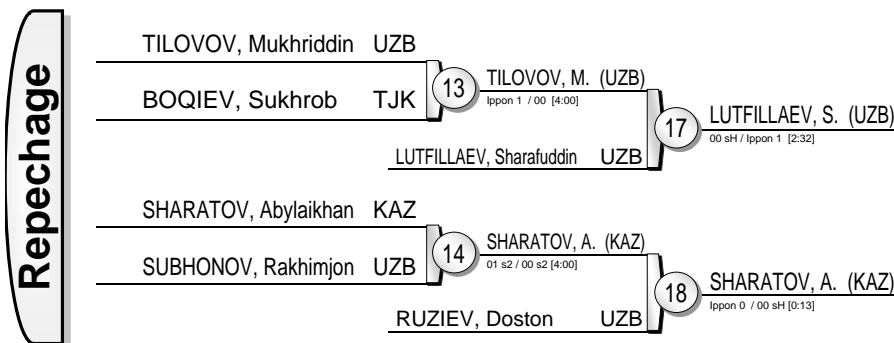 Repechage
TILOVOV, Mukhriddin UZB
BOQIEV, Sukhrob TJK
13
TILOVOV, M. (UZB)
Ippon 1 / 00 [4:00]
LUTFILLAEV, Sharafuddin UZB
17
LUTFILLAEV, S. (UZB)
00 sH / Ippon 1 [2:32]
SHARATOV, Abylaikhan KAZ
SUBHONOV, Rakhimjon UZB
14
SHARATOV, A. (KAZ)
01 s2 / 00 s2 [4:00]
RUZIEV, Doston UZB
18
SHARATOV, A. (KAZ)
Ippon 0 / 00 sH [0:13]